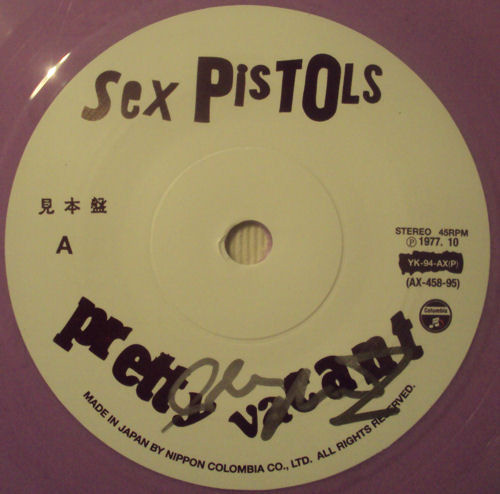 Sex PISTOLS
見本盤
A
STEREO 45RPM
Ⓟ 1977. 10
YK-94-AX(P)
(AX-458-95)
Columbia
pretty vacant
MADE IN JAPAN BY NIPPON COLOMBIA CO., LTD. ALL RIGHTS RESERVED.